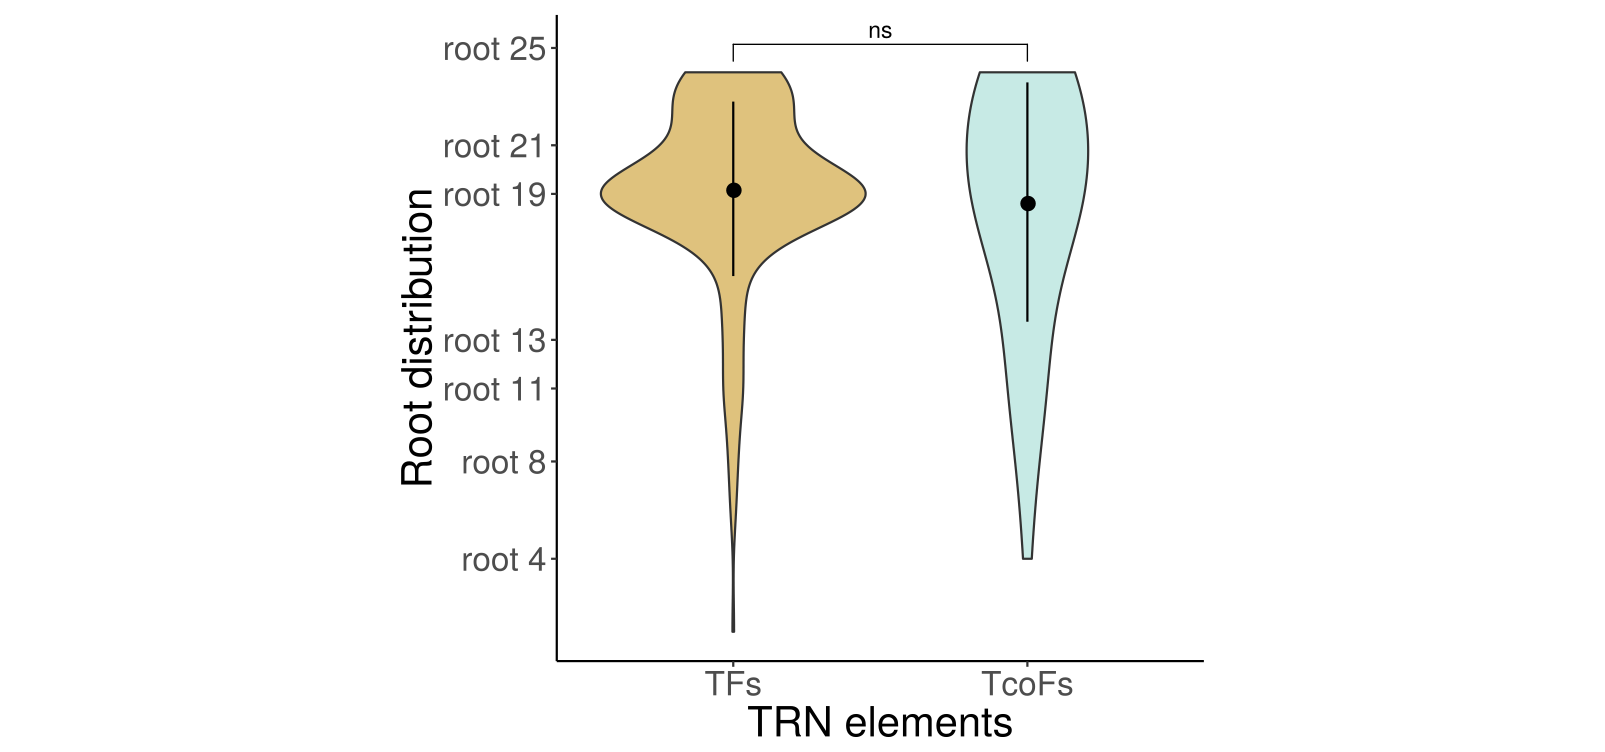 ns
root 25
root 21
root 19
root 13
root 11
root 8
root 4
Root distribution
TFs
TcoFs
TRN elements